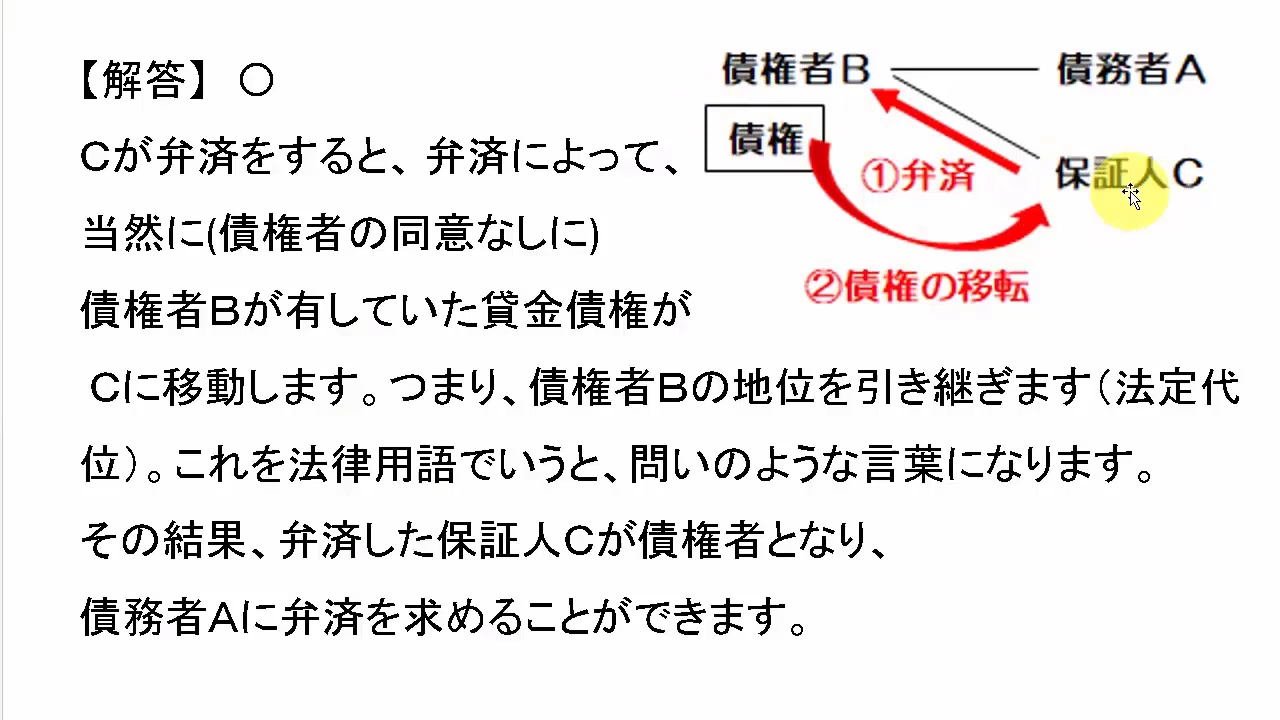 【解答】 ○
Ｃが弁済をすると、弁済によって、
当然に(債権者の同意なしに)
債権者Ｂが有していた貸金債権が
Ｃに移動します。つまり、債権者Ｂの地位を引き継ぎます（法定代
位）。これを法律用語でいうと、問いのような言葉になります。
その結果、弁済した保証人Ｃが債権者となり、
債務者Ａに弁済を求めることができます。
債権者Ｂ
債務者Ａ
債権
①弁済
保証人Ｃ
②債権の移転